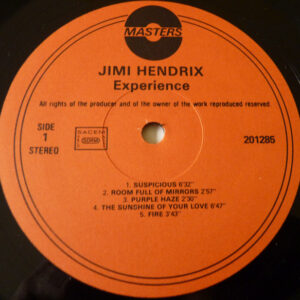 MASTERS
JIMI HENDRIX
Experience
All rights of the producer and of the owner of the work reproduced reserved
SIDE
1
STEREO
SACEM
201285
1. SUSPICIOUS 6'32"
2. ROOM FULL OF MIRRORS 2'57"
3. PURPLE HAZE 2'30"
4. THE SUNSHINE OF YOUR LOVE 6'47"
5. FIRE 3'43"